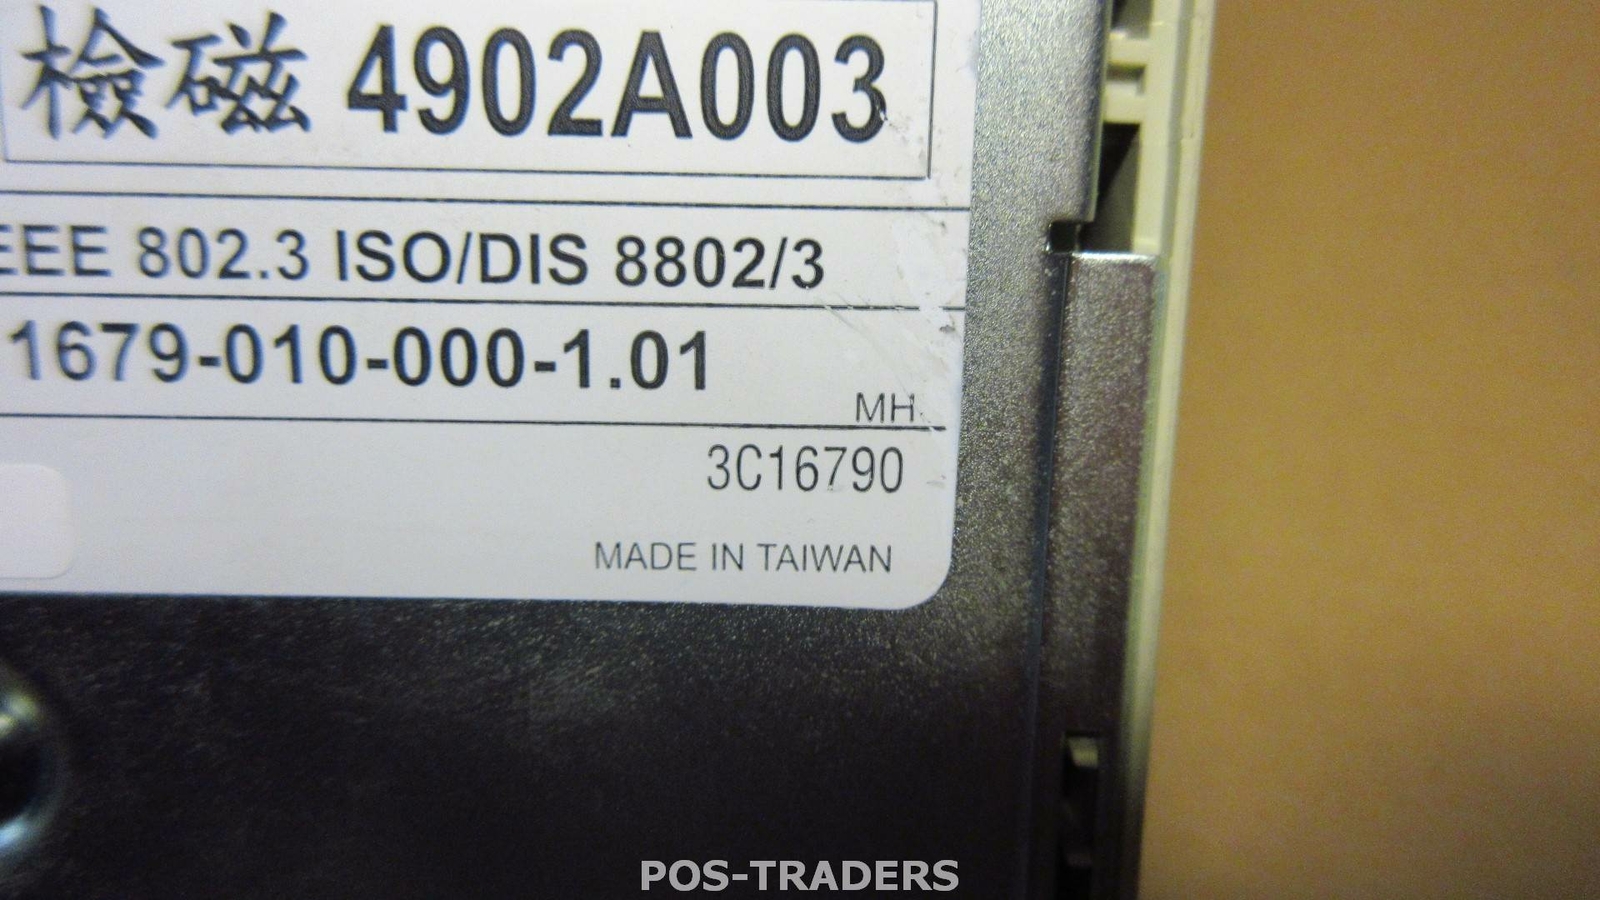 檢磁 4902A003
EEE 802.3 ISO/DIS 8802/3
1679-010-000-1.01
MH
3C16790
MADE IN TAIWAN
POS-TRADERS